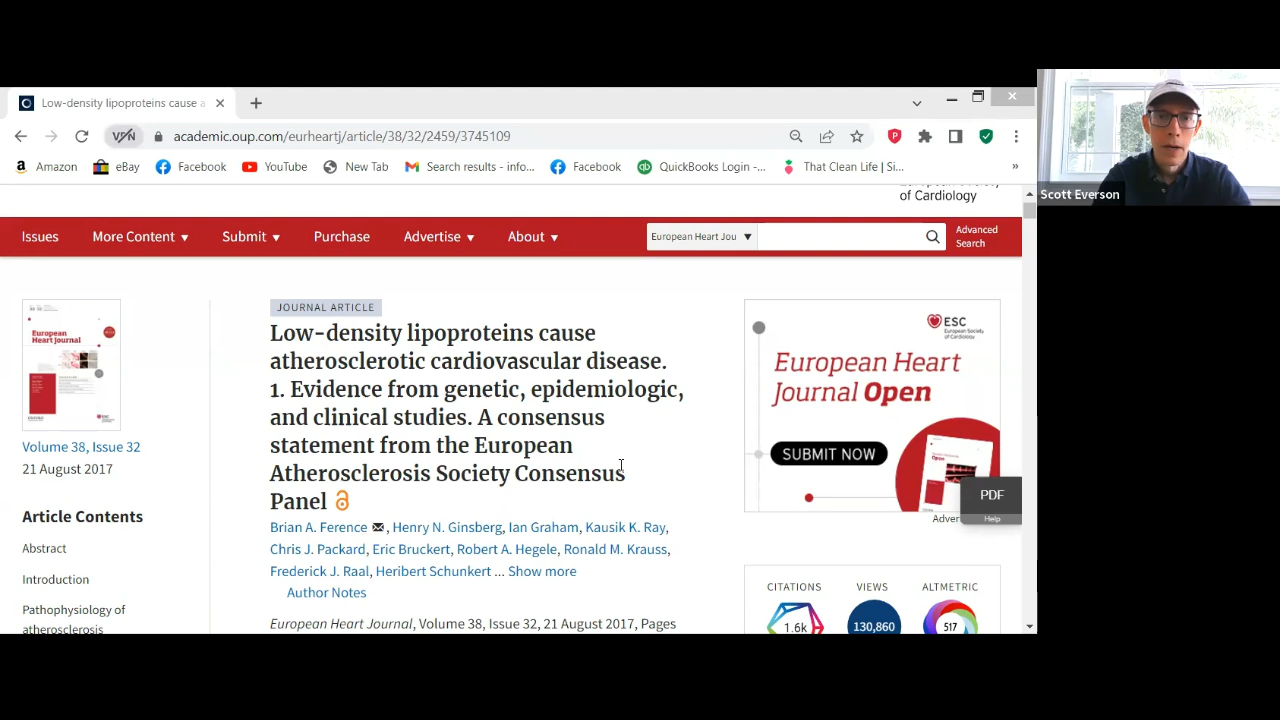 Low-density lipoproteins cause a
VPN
academic.oup.com/eurheartj/article/38/32/2459/3745109
Amazon
eBay
Facebook
YouTube
New Tab
Search results - info...
Facebook
QuickBooks Login -...
That Clean Life | Si...
»
Scott Everson
of Cardiology
Issues
More Content
Submit
Purchase
Advertise
About
European Heart Jou
Advanced
Search
European
Heart Journal
Volume 38, Issue 32
21 August 2017
Article Contents
Abstract
Introduction
Pathophysiology of
atherosclerosis
JOURNAL ARTICLE
Low-density lipoproteins cause
atherosclerotic cardiovascular disease.
1. Evidence from genetic, epidemiologic,
and clinical studies. A consensus
statement from the European
Atherosclerosis Society Consensus
Panel
Brian A. Ference , Henry N. Ginsberg, Ian Graham, Kausik K. Ray,
Chris J. Packard, Eric Bruckert, Robert A. Hegele, Ronald M. Krauss,
Frederick J. Raal, Heribert Schunkert ... Show more
Author Notes
European Heart Journal, Volume 38, Issue 32, 21 August 2017, Pages
ESC
European Society
of Cardiology
European Heart
Journal Open
SUBMIT NOW
Open
PDF
Help
CITATIONS
VIEWS
ALTMETRIC
1.6k
130,860
517